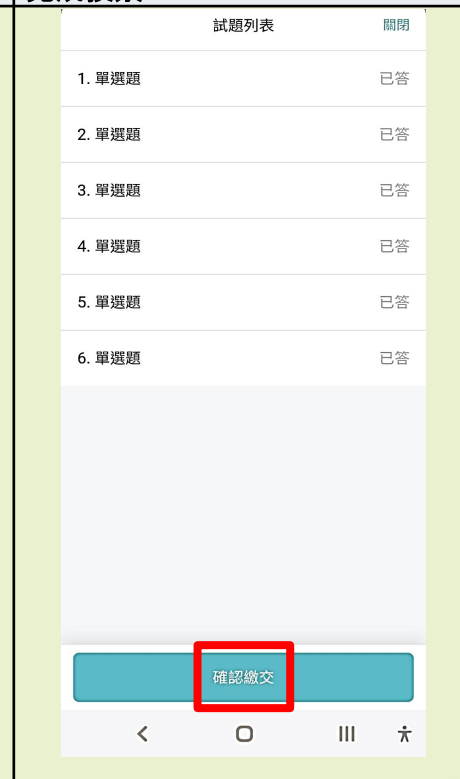 試題列表 關閉
1. 單選題 已答
2. 單選題 已答
3. 單選題 已答
4. 單選題 已答
5. 單選題 已答
6. 單選題 已答
確認繳交